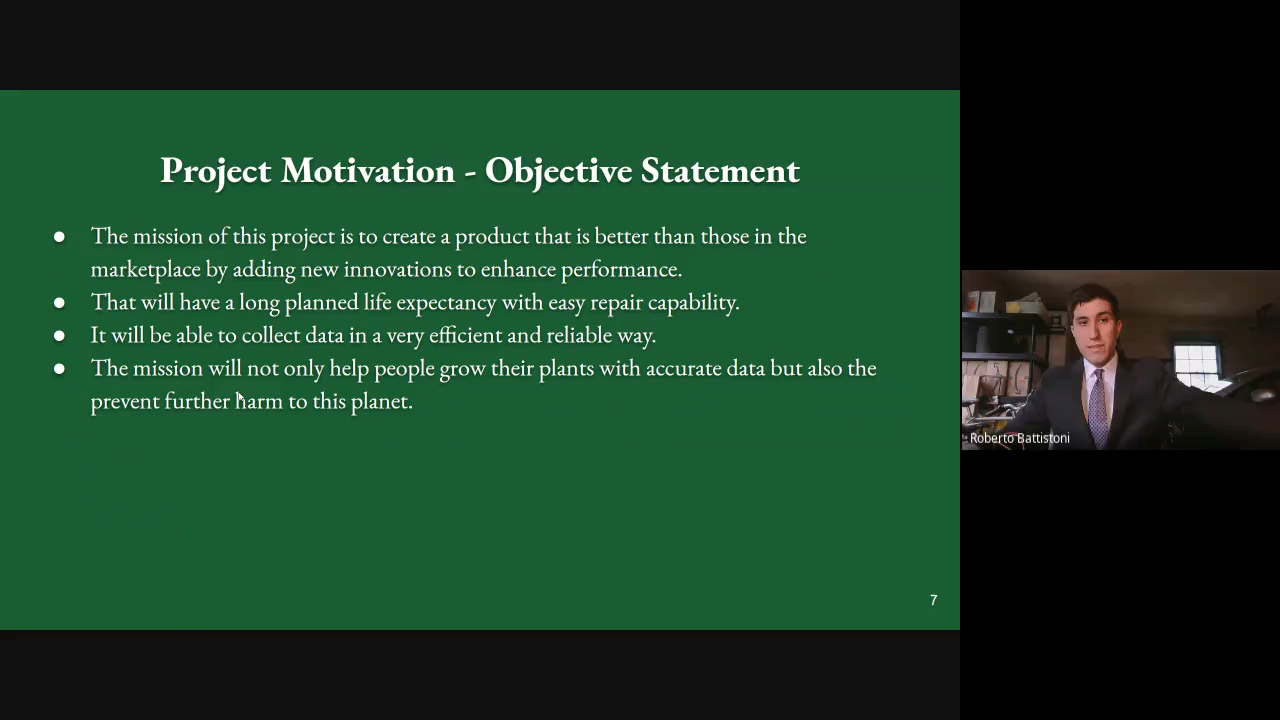 Project Motivation - Objective Statement
● The mission of this project is to create a product that is better than those in the
marketplace by adding new innovations to enhance performance.
● That will have a long planned life expectancy with easy repair capability.
● It will be able to collect data in a very efficient and reliable way.
● The mission will not only help people grow their plants with accurate data but also the
prevent further harm to this planet.
7
Roberto Battistoni